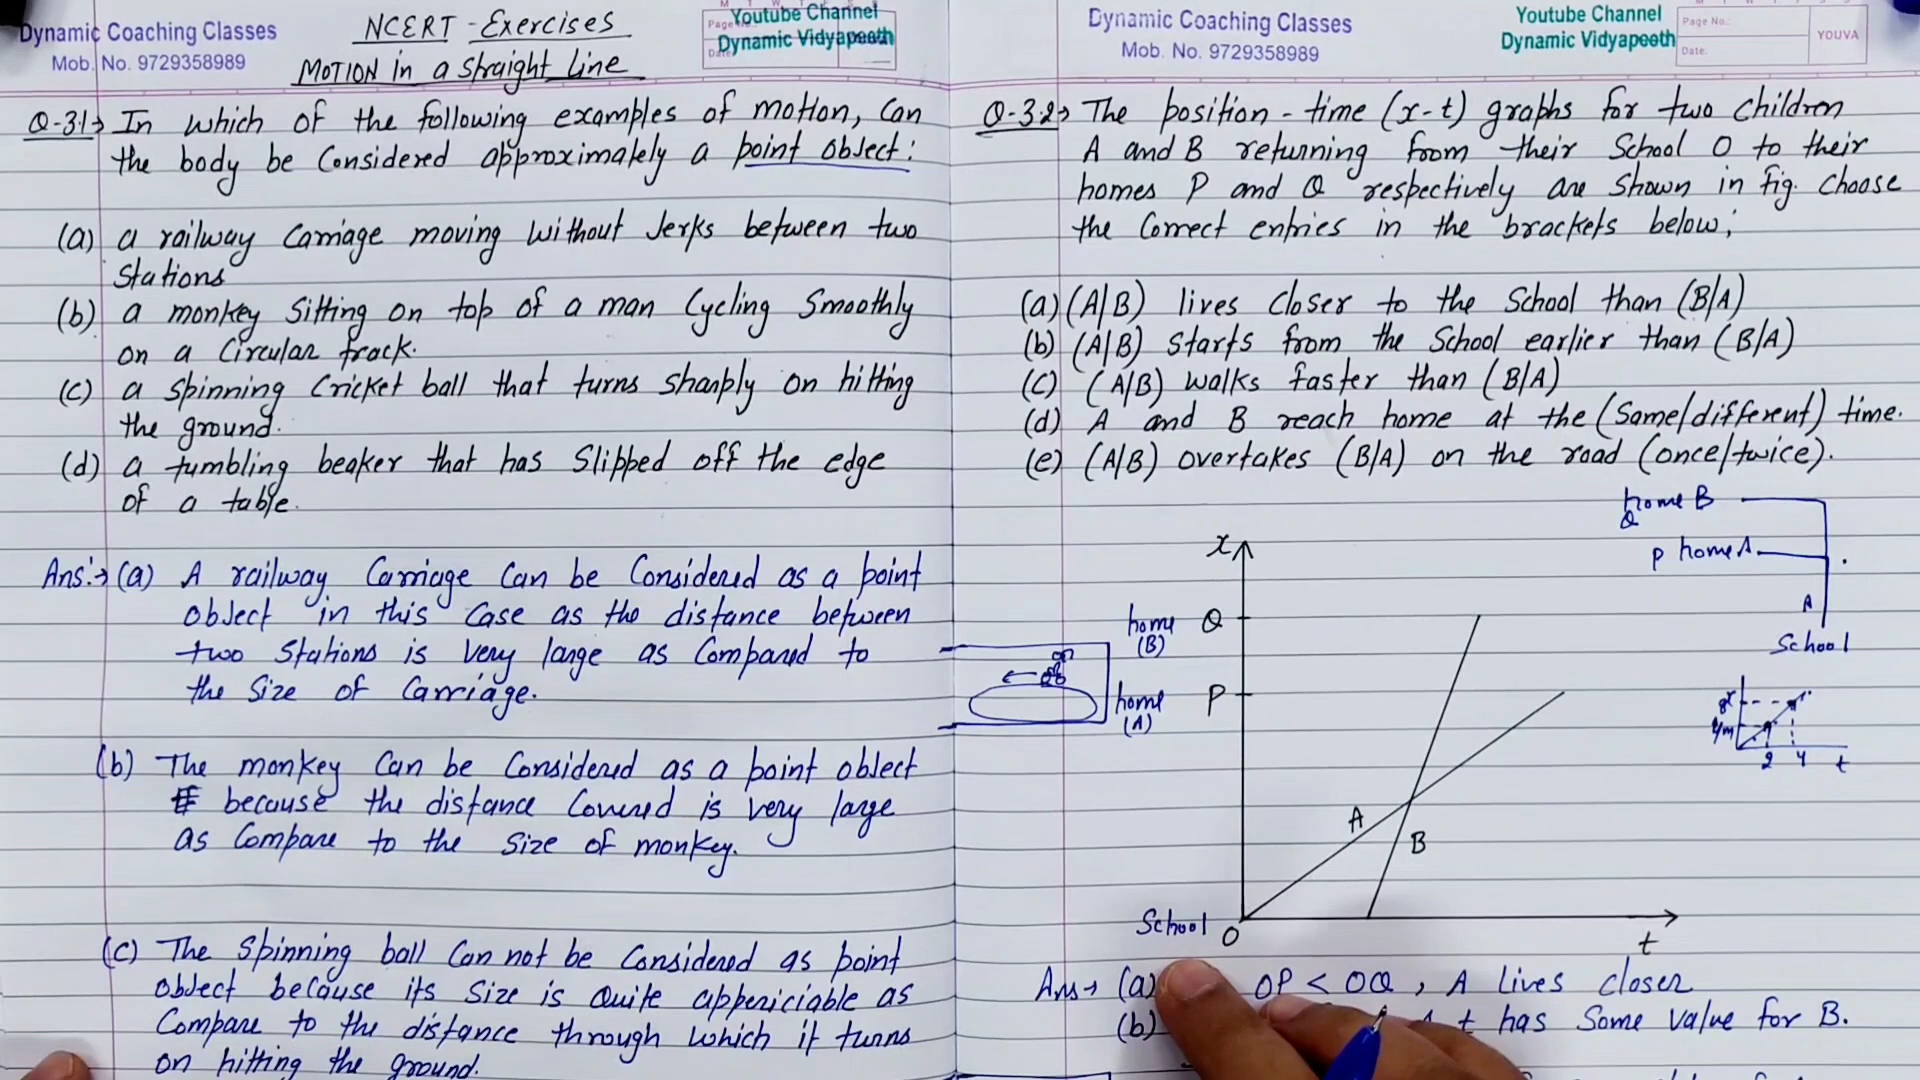 Dynamic Coaching Classes
Mob. No. 9729358989
NCERT - Exercises
MOTION in a Straight Line
Page
Date
Youtube Channel
Dynamic Vidyapeeth
Q-3.1→ In which of the following examples of motion, Can
the body be Considered approximately a point object:
(a) a railway Carriage moving without Jerks between two
Stations
(b) a monkey Sitting on top of a man Cycling Smoothly
on a Circular track.
(c) a Spinning Cricket ball that turns sharply on hitting
the ground.
(d) a tumbling beaker that has Slipped off the edge
of a table.
Ans:→ (a) A railway Carriage Can be Considered as a point
object in this Case as the distance between
two Stations is very large as Compared to
the Size of Carriage.
(b) The monkey Can be Considered as a point object
because the distance Covered is very large
as Compare to the Size of monkey.
(c) The Spinning ball Can not be Considered as point
object because its Size is Quite appericiable as
Compare to the distance through which it turns
on hitting the ground.
Dynamic Coaching Classes
Mob. No. 9729358989
Youtube Channel
Dynamic Vidyapeeth
Page No.:
Date:
YOUVA
Q-3.2→ The position - time (x-t) graphs for two Children
A and B returning from their School O to their
homes P and Q respectively are Shown in fig. Choose
the Correct entries in the brackets below;
(a) (A|B) lives Closer to the School than (B|A)
(b) (A|B) Starts from the School earlier than (B|A)
(c) (A|B) walks faster than (B|A)
(d) A and B reach home at the (Same/different) time.
(e) (A|B) overtakes (B|A) on the road (once/twice).
home B
Q
P home A
A
School
x
home Q
(B)
home P
(A)
A
B
School O
t
2 4 t
Ans→ (a) OP < OQ, A Lives closer
(b) t has Some value for B.